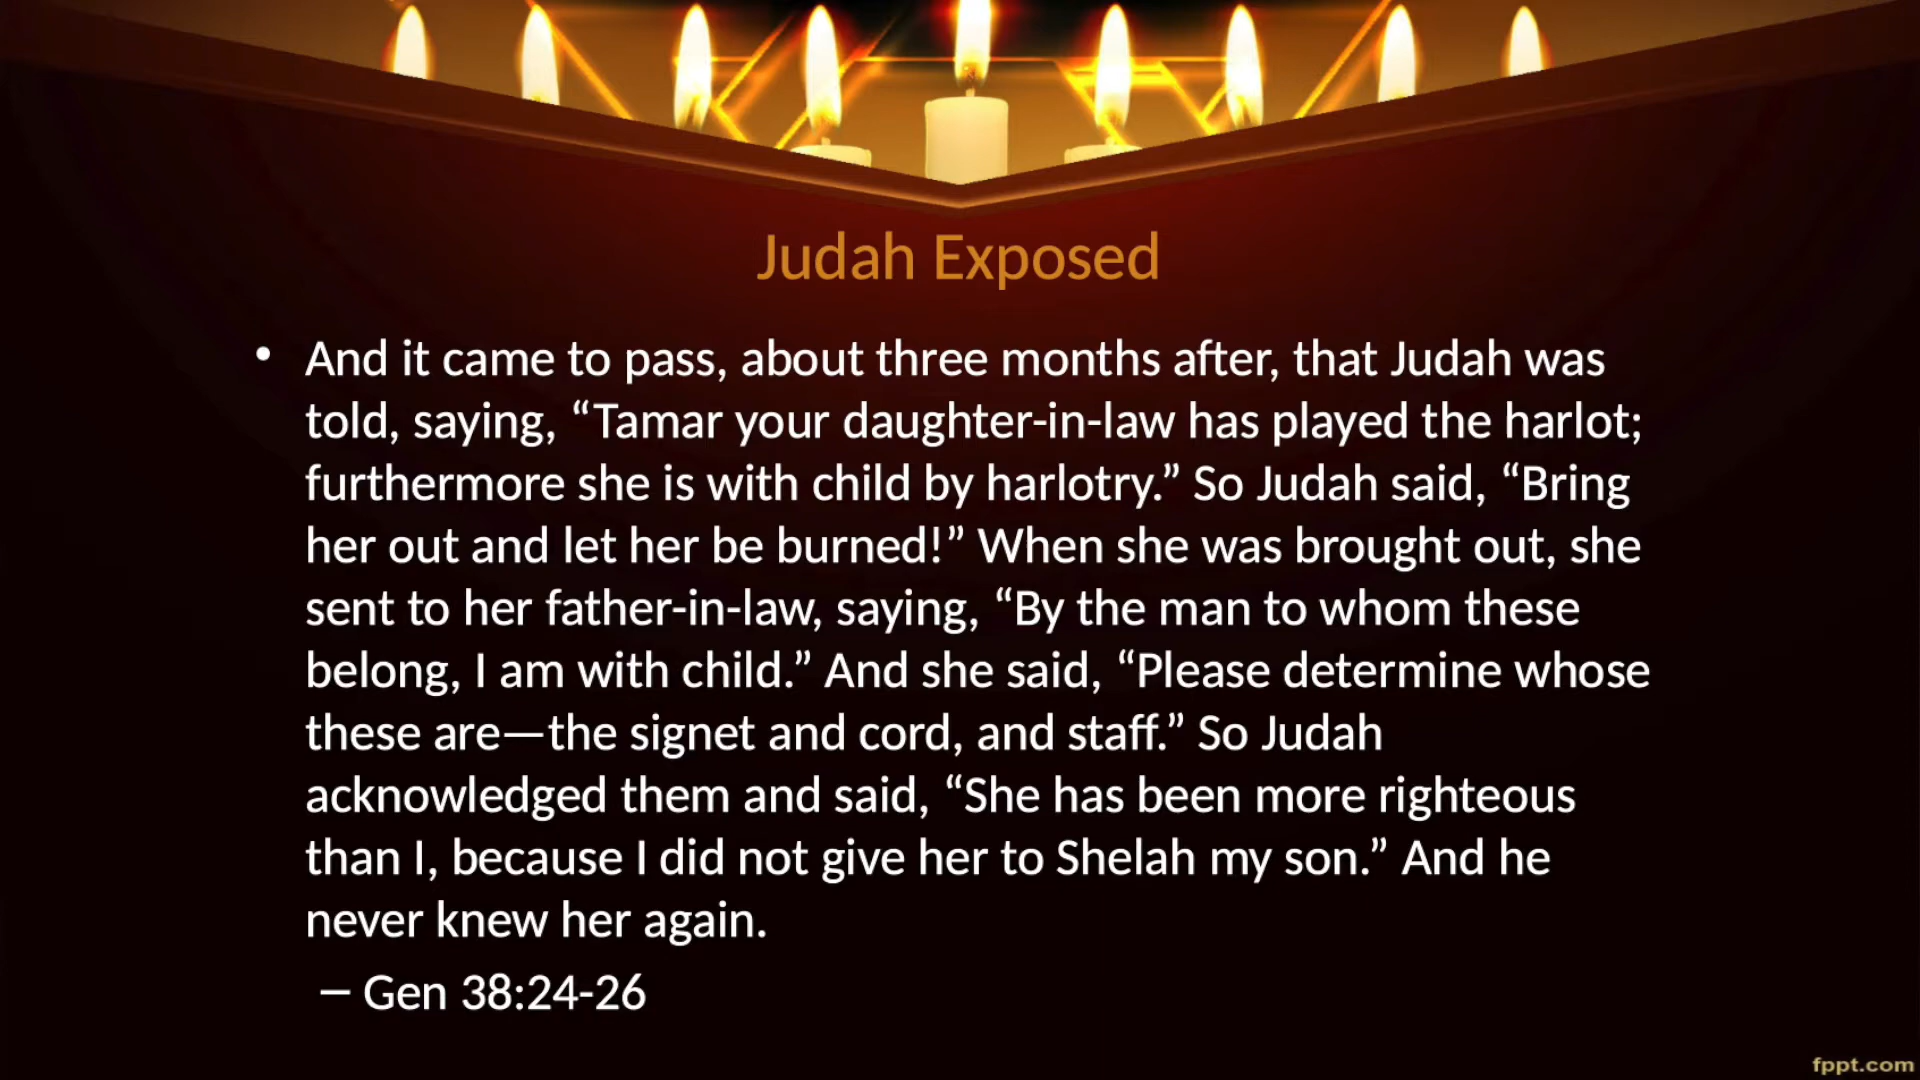 Judah Exposed
• And it came to pass, about three months after, that Judah was
told, saying, “Tamar your daughter-in-law has played the harlot;
furthermore she is with child by harlotry.” So Judah said, “Bring
her out and let her be burned!” When she was brought out, she
sent to her father-in-law, saying, “By the man to whom these
belong, I am with child.” And she said, “Please determine whose
these are—the signet and cord, and staff.” So Judah
acknowledged them and said, “She has been more righteous
than I, because I did not give her to Shelah my son.” And he
never knew her again.
– Gen 38:24-26
fppt.com